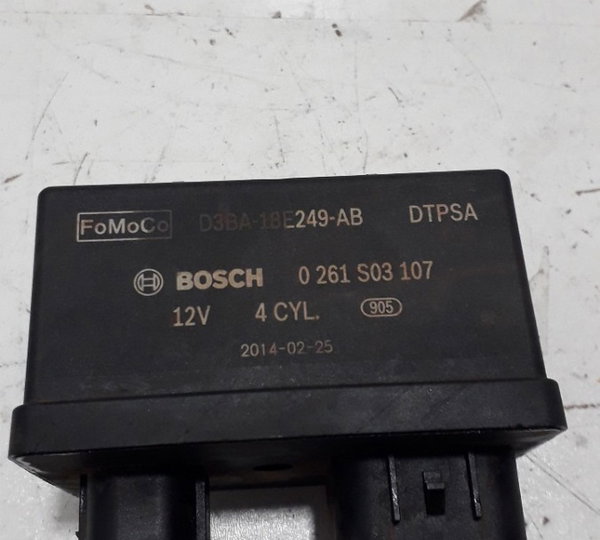 FoMoCo D3BA-18E249-AB DTPSA
BOSCH 0 261 S03 107
12V 4 CYL. 905
2014-02-25